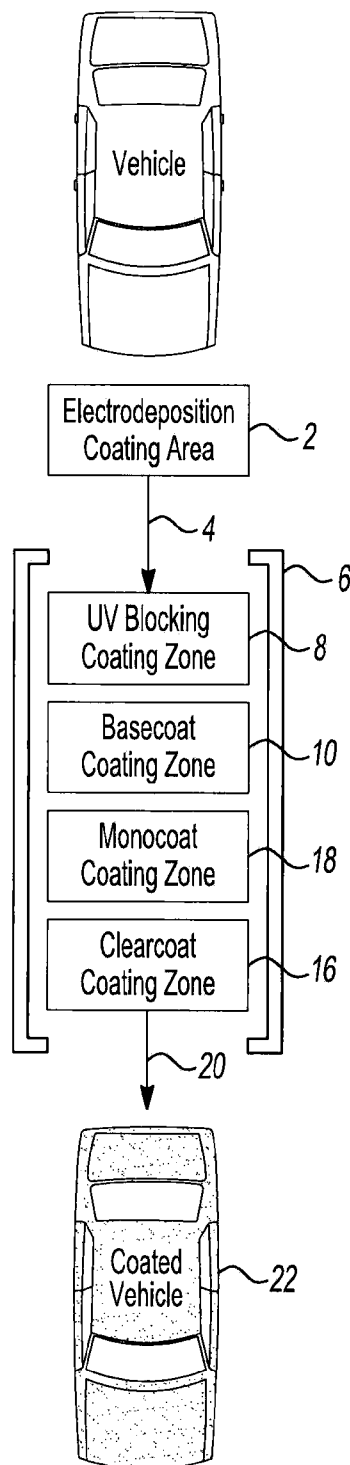 Vehicle
Electrodeposition
Coating Area
2
4
6
UV Blocking
Coating Zone
8
Basecoat
Coating Zone
10
Monocoat
Coating Zone
18
Clearcoat
Coating Zone
16
20
Coated
Vehicle
22